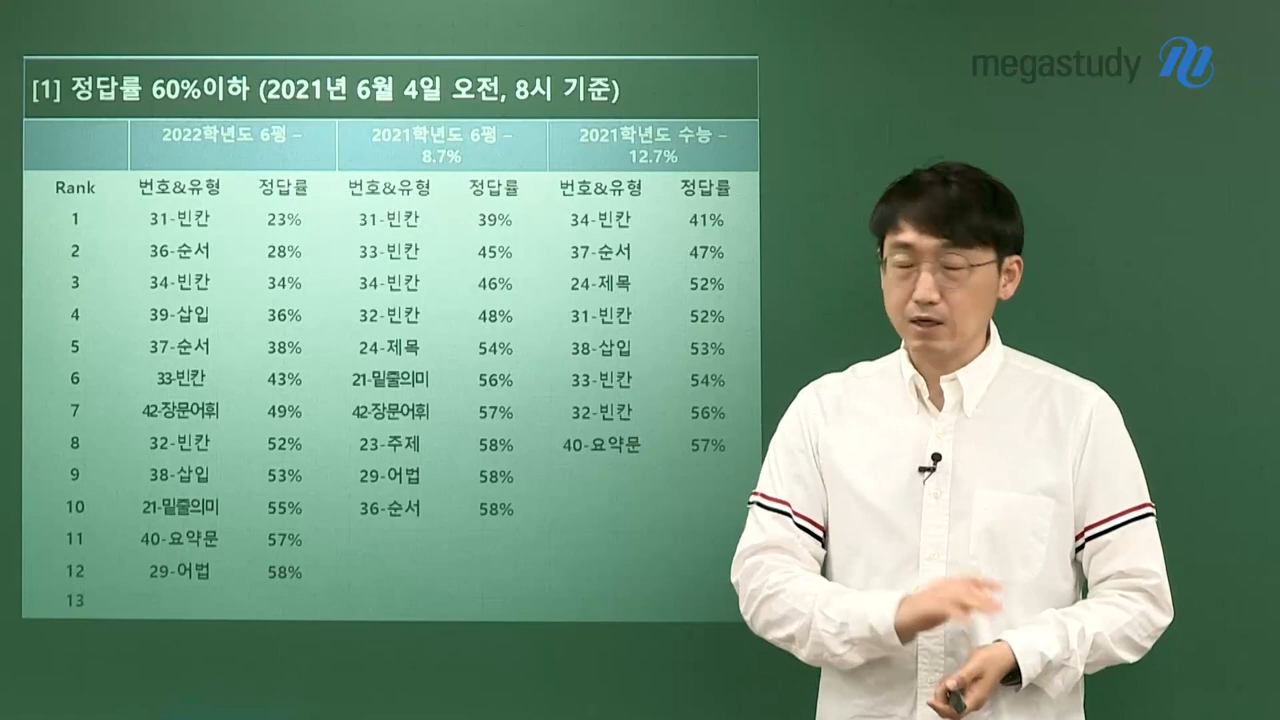 megastudy
[1] 정답률 60%이하 (2021년 6월 4일 오전, 8시 기준)
2022학년도 6평 – 2021학년도 6평 – 8.7% 2021학년도 수능 – 12.7%
Rank 번호&유형 정답률 번호&유형 정답률 번호&유형 정답률
1 31-빈칸 23% 31-빈칸 39% 34-빈칸 41%
2 36-순서 28% 33-빈칸 45% 37-순서 47%
3 34-빈칸 34% 34-빈칸 46% 24-제목 52%
4 39-삽입 36% 32-빈칸 48% 31-빈칸 52%
5 37-순서 38% 24-제목 54% 38-삽입 53%
6 33-빈칸 43% 21-밑줄의미 56% 33-빈칸 54%
7 42-장문어휘 49% 42-장문어휘 57% 32-빈칸 56%
8 32-빈칸 52% 23-주제 58% 40-요약문 57%
9 38-삽입 53% 29-어법 58%
10 21-밑줄의미 55% 36-순서 58%
11 40-요약문 57%
12 29-어법 58%
13